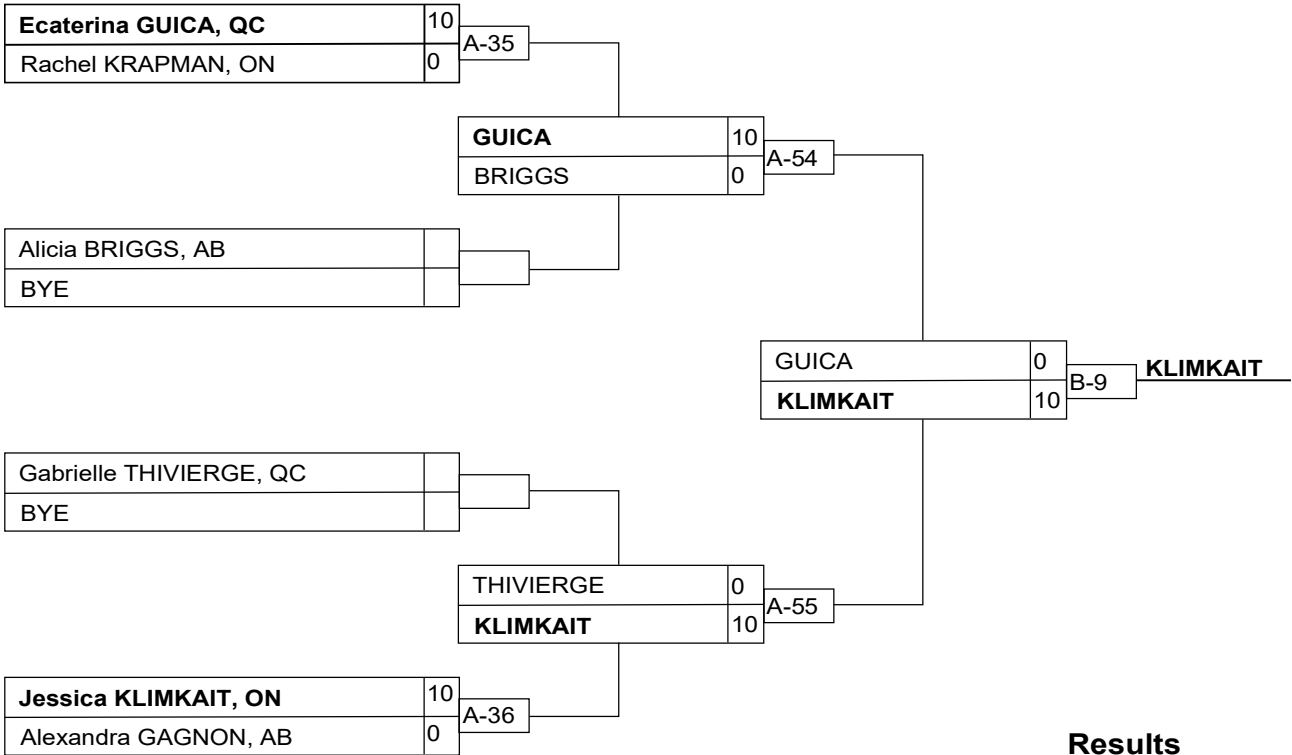 Ecaterina GUICA, QC 10
Rachel KRAPMAN, ON 0
A-35
GUICA 10
BRIGGS 0
A-54
Alicia BRIGGS, AB
BYE
GUICA 0
KLIMKAIT 10
B-9
KLIMKAIT
Gabrielle THIVIERGE, QC
BYE
THIVIERGE 0
KLIMKAIT 10
A-55
Jessica KLIMKAIT, ON 10
Alexandra GAGNON, AB 0
A-36
Results